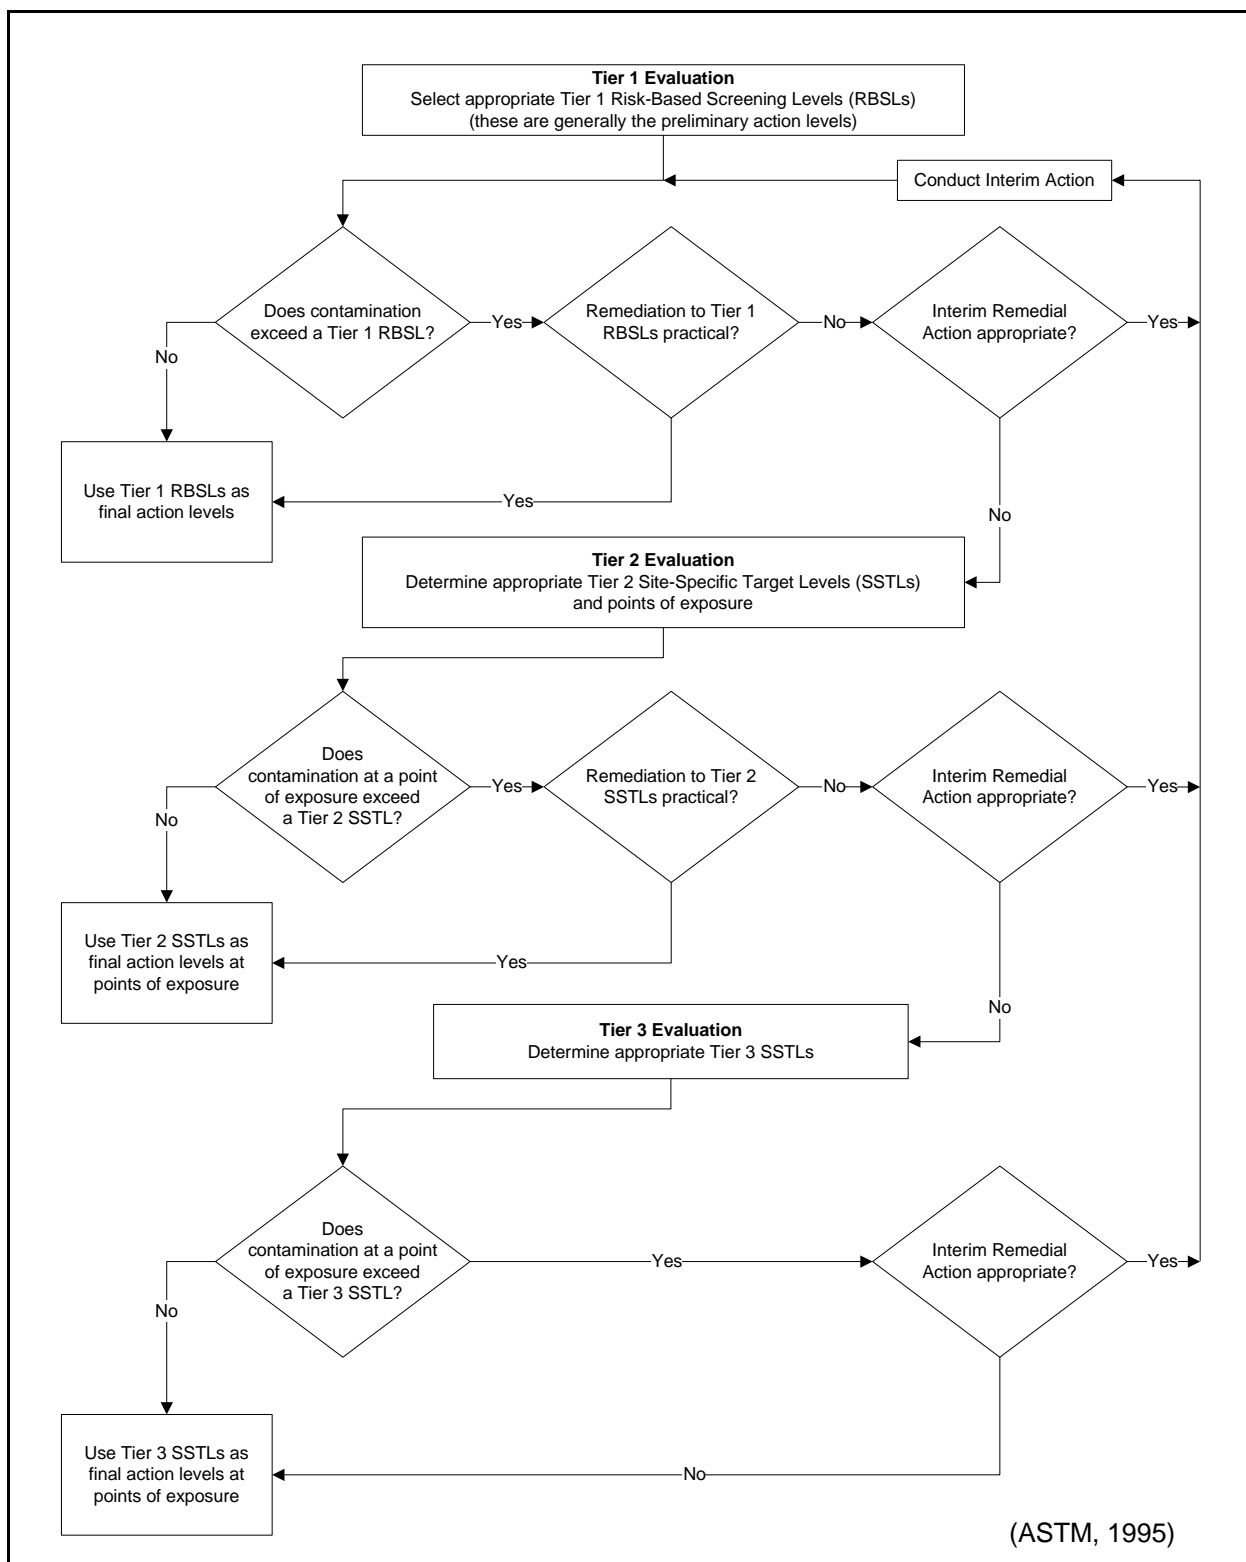 Tier 1 Evaluation
Select appropriate Tier 1 Risk-Based Screening Levels (RBSLs)
(these are generally the preliminary action levels)
Conduct Interim Action
Does contamination
exceed a Tier 1 RBSL?
Yes
Remediation to Tier 1
RBSLs practical?
No
Interim Remedial
Action appropriate?
Yes
No
Use Tier 1 RBSLs as
final action levels
Yes
No
Tier 2 Evaluation
Determine appropriate Tier 2 Site-Specific Target Levels (SSTLs)
and points of exposure
Does
contamination at a point
of exposure exceed
a Tier 2 SSTL?
Yes
Remediation to Tier 2
SSTLs practical?
No
Interim Remedial
Action appropriate?
Yes
No
Use Tier 2 SSTLs as
final action levels at
points of exposure
Yes
No
Tier 3 Evaluation
Determine appropriate Tier 3 SSTLs
Does
contamination at a point
of exposure exceed
a Tier 3 SSTL?
Yes
Interim Remedial
Action appropriate?
Yes
No
Use Tier 3 SSTLs as
final action levels at
points of exposure
No
(ASTM, 1995)